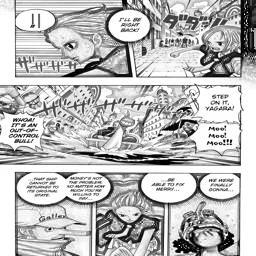 !!
I'LL BE
RIGHT
BACK!
STEP
ON IT,
YAGARA!
MOO!
MOO!
MOO!!!
WHOA!
IT'S AN
OUT-OF-
CONTROL
BULL!
WE WERE
FINALLY
GONNA...
...BE
ABLE TO FIX
MERRY...
MONEY'S NOT
THE PROBLEM.
NO MATTER HOW
MUCH YOU'RE
WILLING TO
PAY...
...THAT SHIP
CANNOT BE
RETURNED TO
ITS ORIGINAL
STATE.
Galley